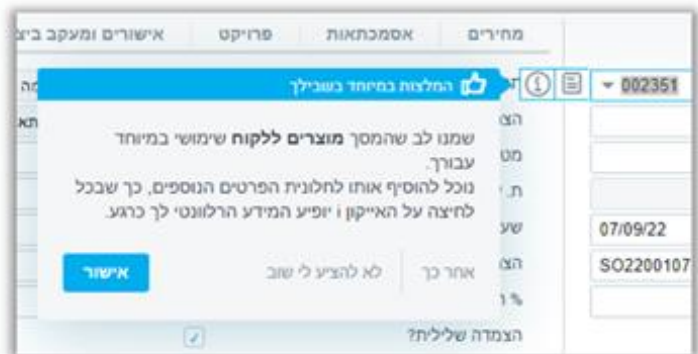 מחירים אסמכתאות פרויקט אישורים ומעקב ביצ
002351
המלצות במיוחד בשבילך
שמנו לב שהמסך מוצרים ללקוח שימושי במיוחד
עבורך.
נוכל להוסיף אותו לחלונית הפרטים הנוספים, כך שבכל
לחיצה על האייקון i יופיע המידע הרלוונטי לך כרגע.
אחר כך לא להציע לי שוב אישור
07/09/22
SO2200107
הצמדה שלילית?